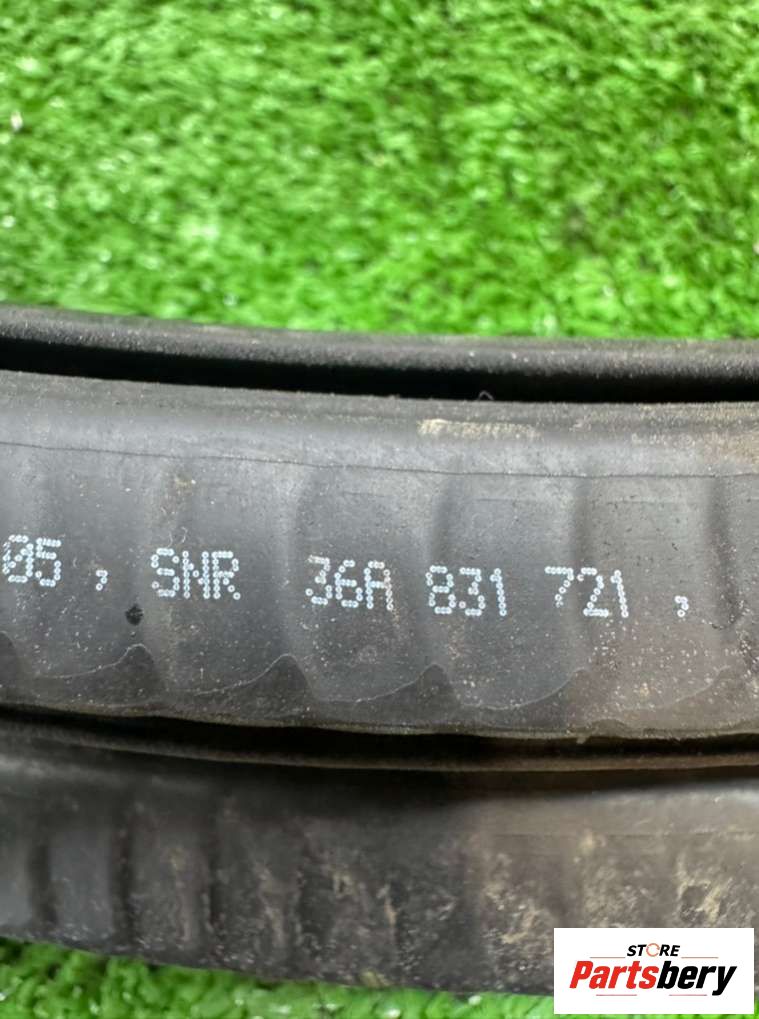 05 , SNR 36A 831 721 ,
STORE
Partsbery